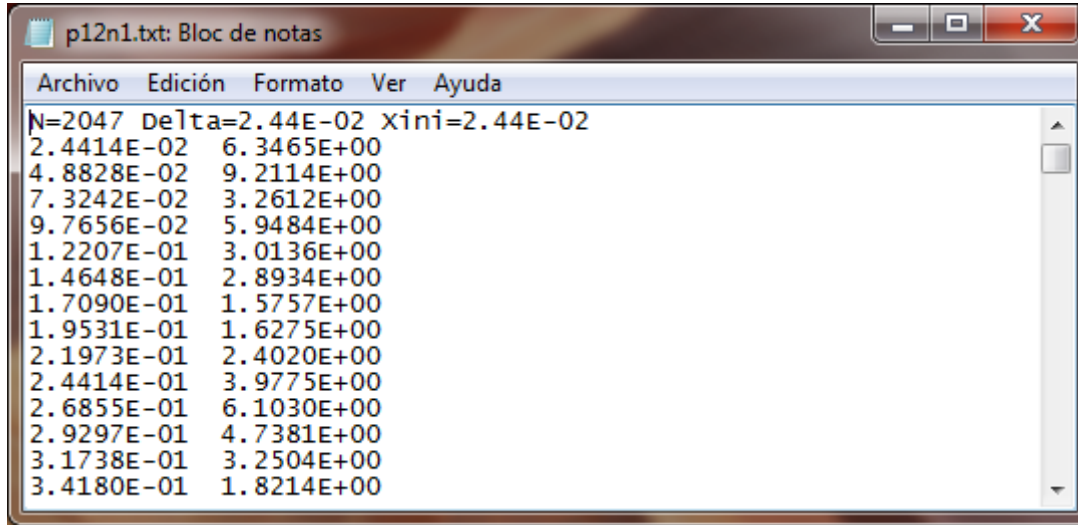 p12n1.txt: Bloc de notas
Archivo Edición Formato Ver Ayuda
N=2047 Delta=2.44E-02 Xini=2.44E-02
2.4414E-02 6.3465E+00
4.8828E-02 9.2114E+00
7.3242E-02 3.2612E+00
9.7656E-02 5.9484E+00
1.2207E-01 3.0136E+00
1.4648E-01 2.8934E+00
1.7090E-01 1.5757E+00
1.9531E-01 1.6275E+00
2.1973E-01 2.4020E+00
2.4414E-01 3.9775E+00
2.6855E-01 6.1030E+00
2.9297E-01 4.7381E+00
3.1738E-01 3.2504E+00
3.4180E-01 1.8214E+00